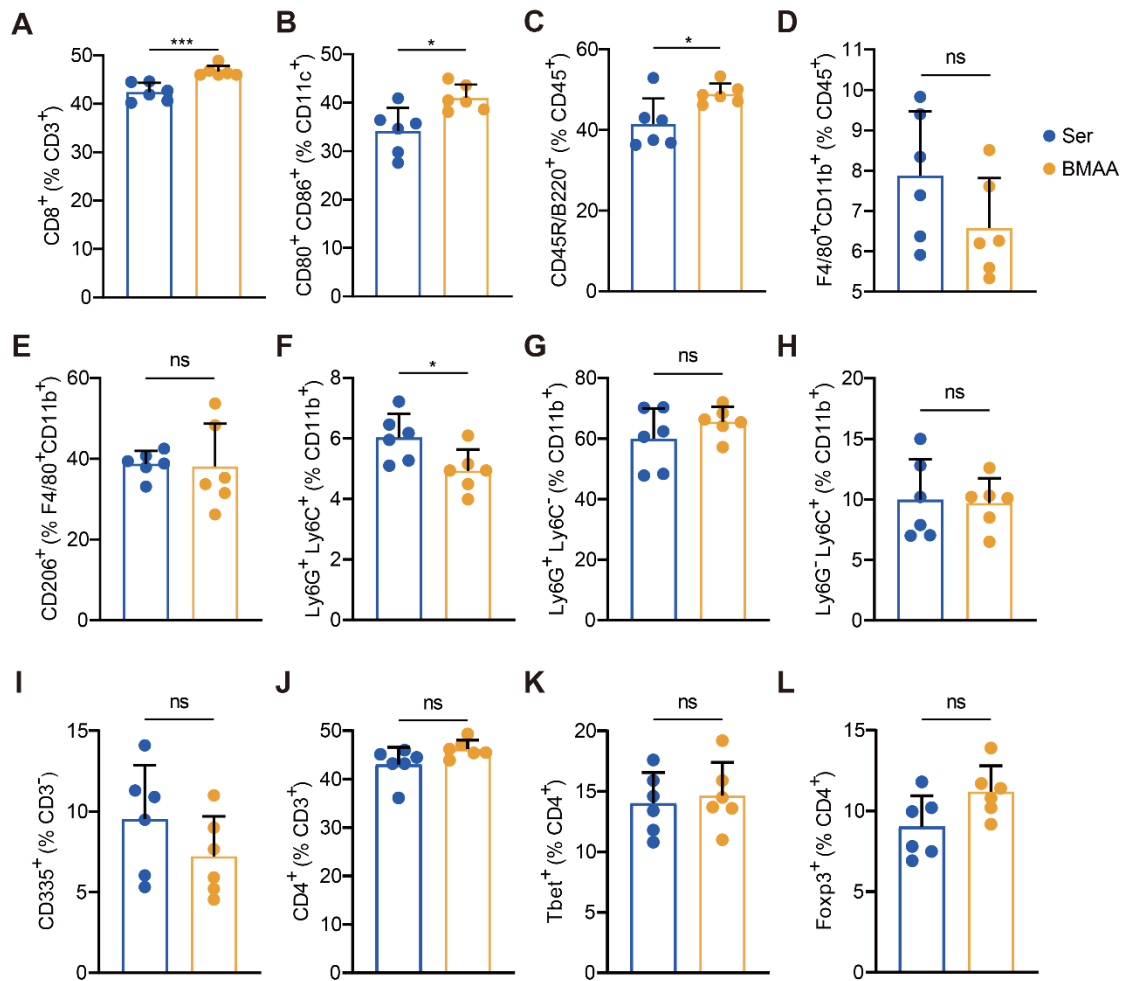 A
CD8⁺ (% CD3⁺)
***
50
40
30
20
10
0
B
CD80⁺ CD86⁺ (% CD11c⁺)
*
50
40
30
20
10
0
C
CD45R/B220⁺ (% CD45⁺)
*
60
40
20
0
D
F4/80⁺CD11b⁺ (% CD45⁺)
ns
11
10
9
8
7
6
5
Ser
BMAA
E
CD206⁺ (% F4/80⁺CD11b⁺)
ns
60
40
20
0
F
Ly6G⁺ Ly6C⁺ (% CD11b⁺)
*
8
6
4
2
0
G
Ly6G⁺ Ly6C⁻ (% CD11b⁺)
ns
80
60
40
20
0
H
Ly6G⁻ Ly6C⁺ (% CD11b⁺)
ns
20
15
10
5
0
I
CD335⁺ (% CD3⁻)
ns
15
10
5
0
J
CD4⁺ (% CD3⁺)
ns
50
40
30
20
10
0
K
Tbet⁺ (% CD4⁺)
ns
20
15
10
5
0
L
Foxp3⁺ (% CD4⁺)
ns
15
10
5
0